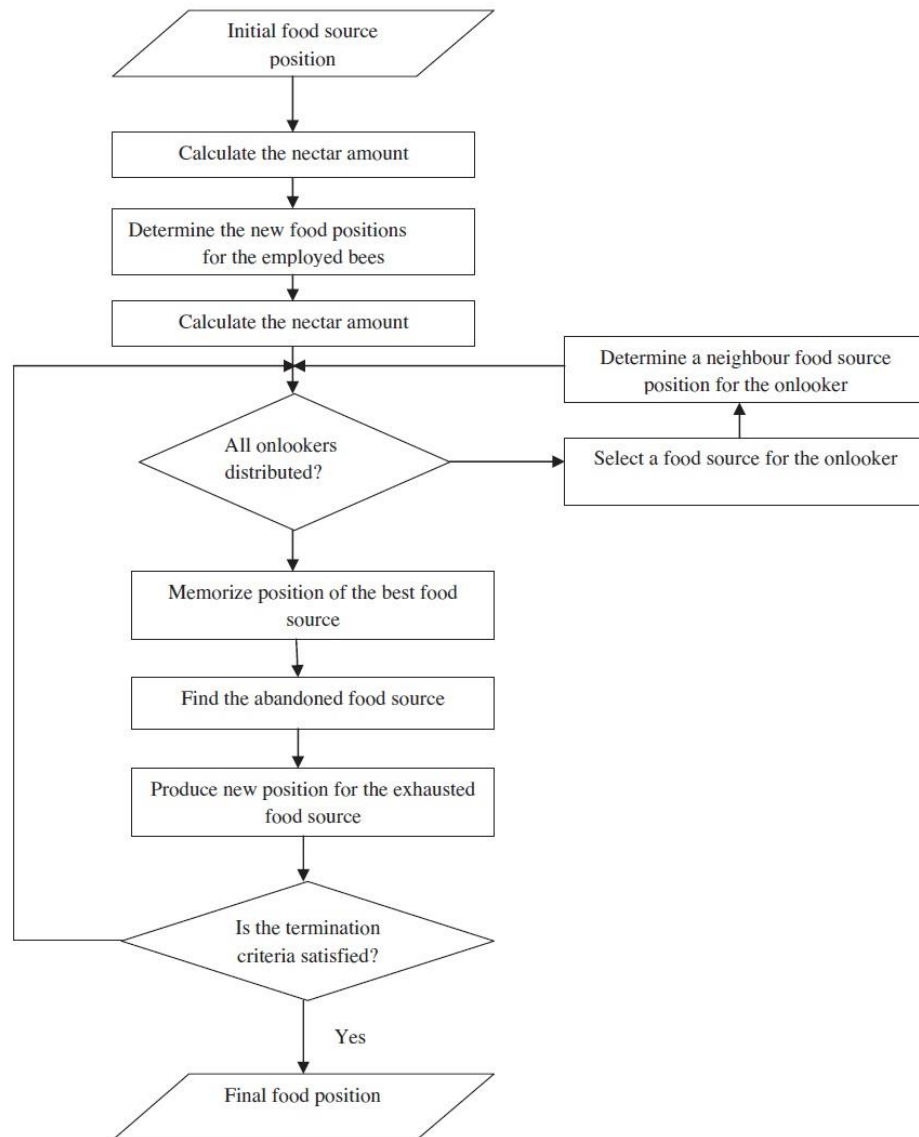 Initial food source
position
Calculate the nectar amount
Determine the new food positions
for the employed bees
Calculate the nectar amount
Determine a neighbour food source
position for the onlooker
All onlookers
distributed?
Select a food source for the onlooker
Memorize position of the best food
source
Find the abandoned food source
Produce new position for the exhausted
food source
Is the termination
criteria satisfied?
Yes
Final food position